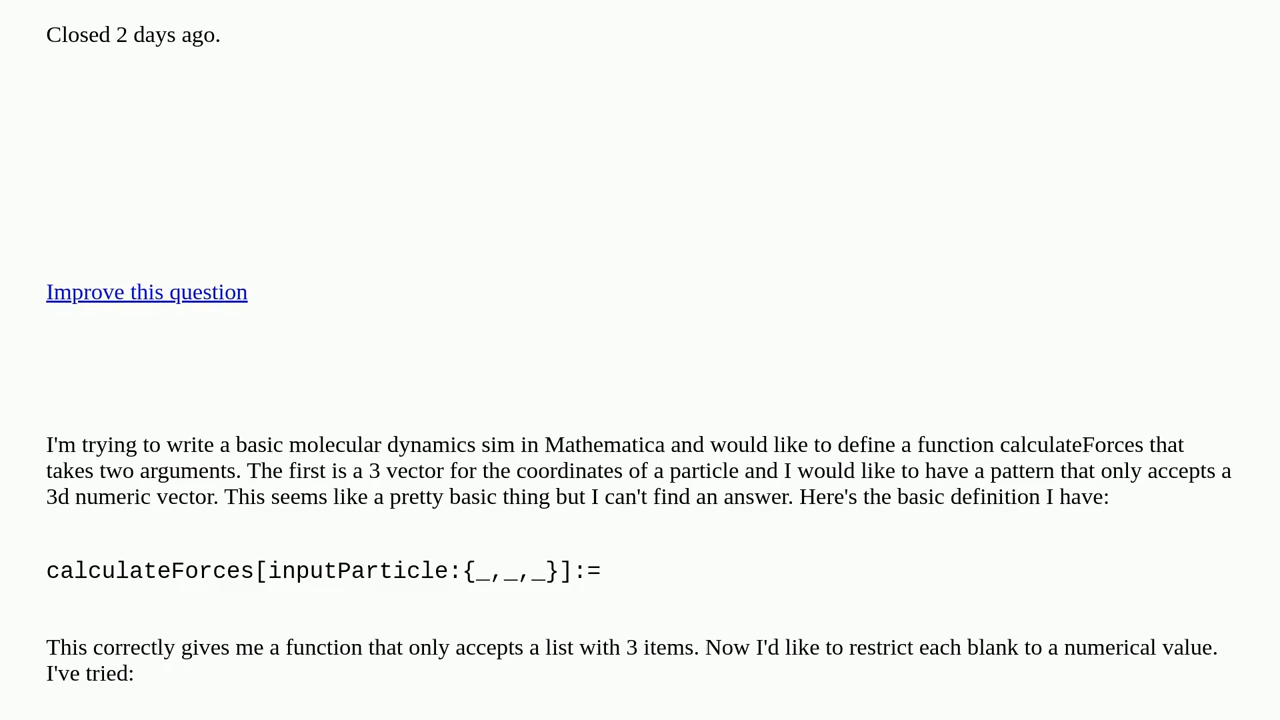 Closed 2 days ago.
Improve this question
I'm trying to write a basic molecular dynamics sim in Mathematica and would like to define a function calculateForces that
takes two arguments. The first is a 3 vector for the coordinates of a particle and I would like to have a pattern that only accepts a
3d numeric vector. This seems like a pretty basic thing but I can't find an answer. Here's the basic definition I have:
calculateForces[inputParticle:{_,_,_}]:=
This correctly gives me a function that only accepts a list with 3 items. Now I'd like to restrict each blank to a numerical value.
I've tried: